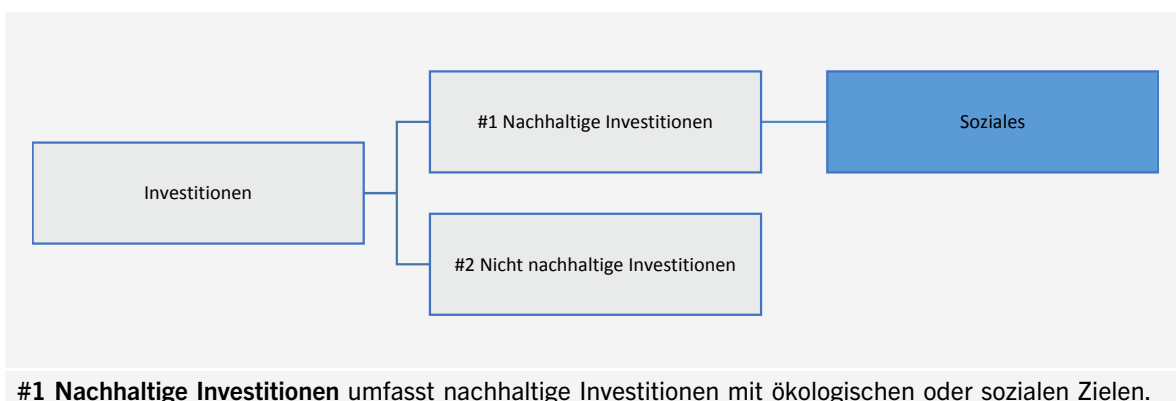 #1 Nachhaltige Investitionen
Soziales
Investitionen
#2 Nicht nachhaltige Investitionen
#1 Nachhaltige Investitionen umfasst nachhaltige Investitionen mit ökologischen oder sozialen Zielen.